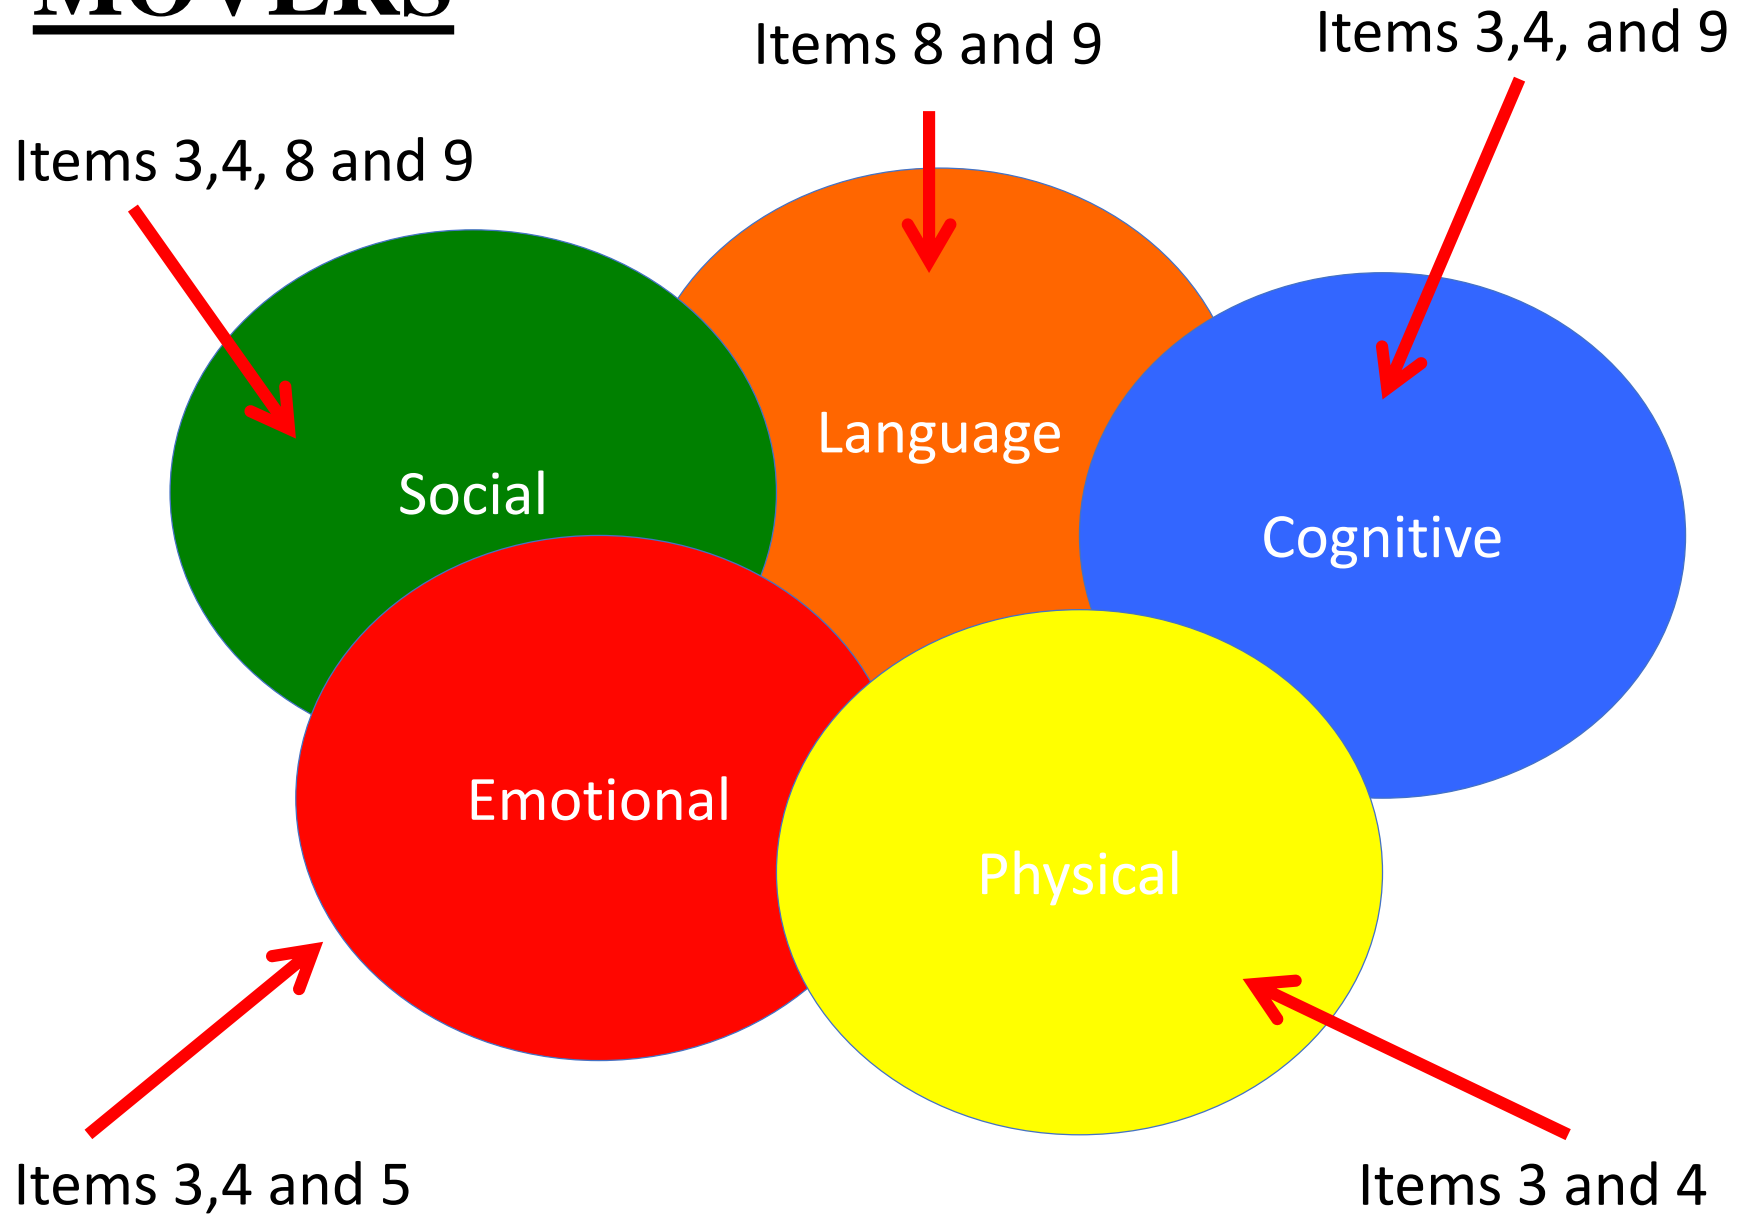 MOVERS
Items 8 and 9
Items 3,4, and 9
Items 3,4, 8 and 9
Language
Social
Cognitive
Emotional
Physical
Items 3,4 and 5
Items 3 and 4